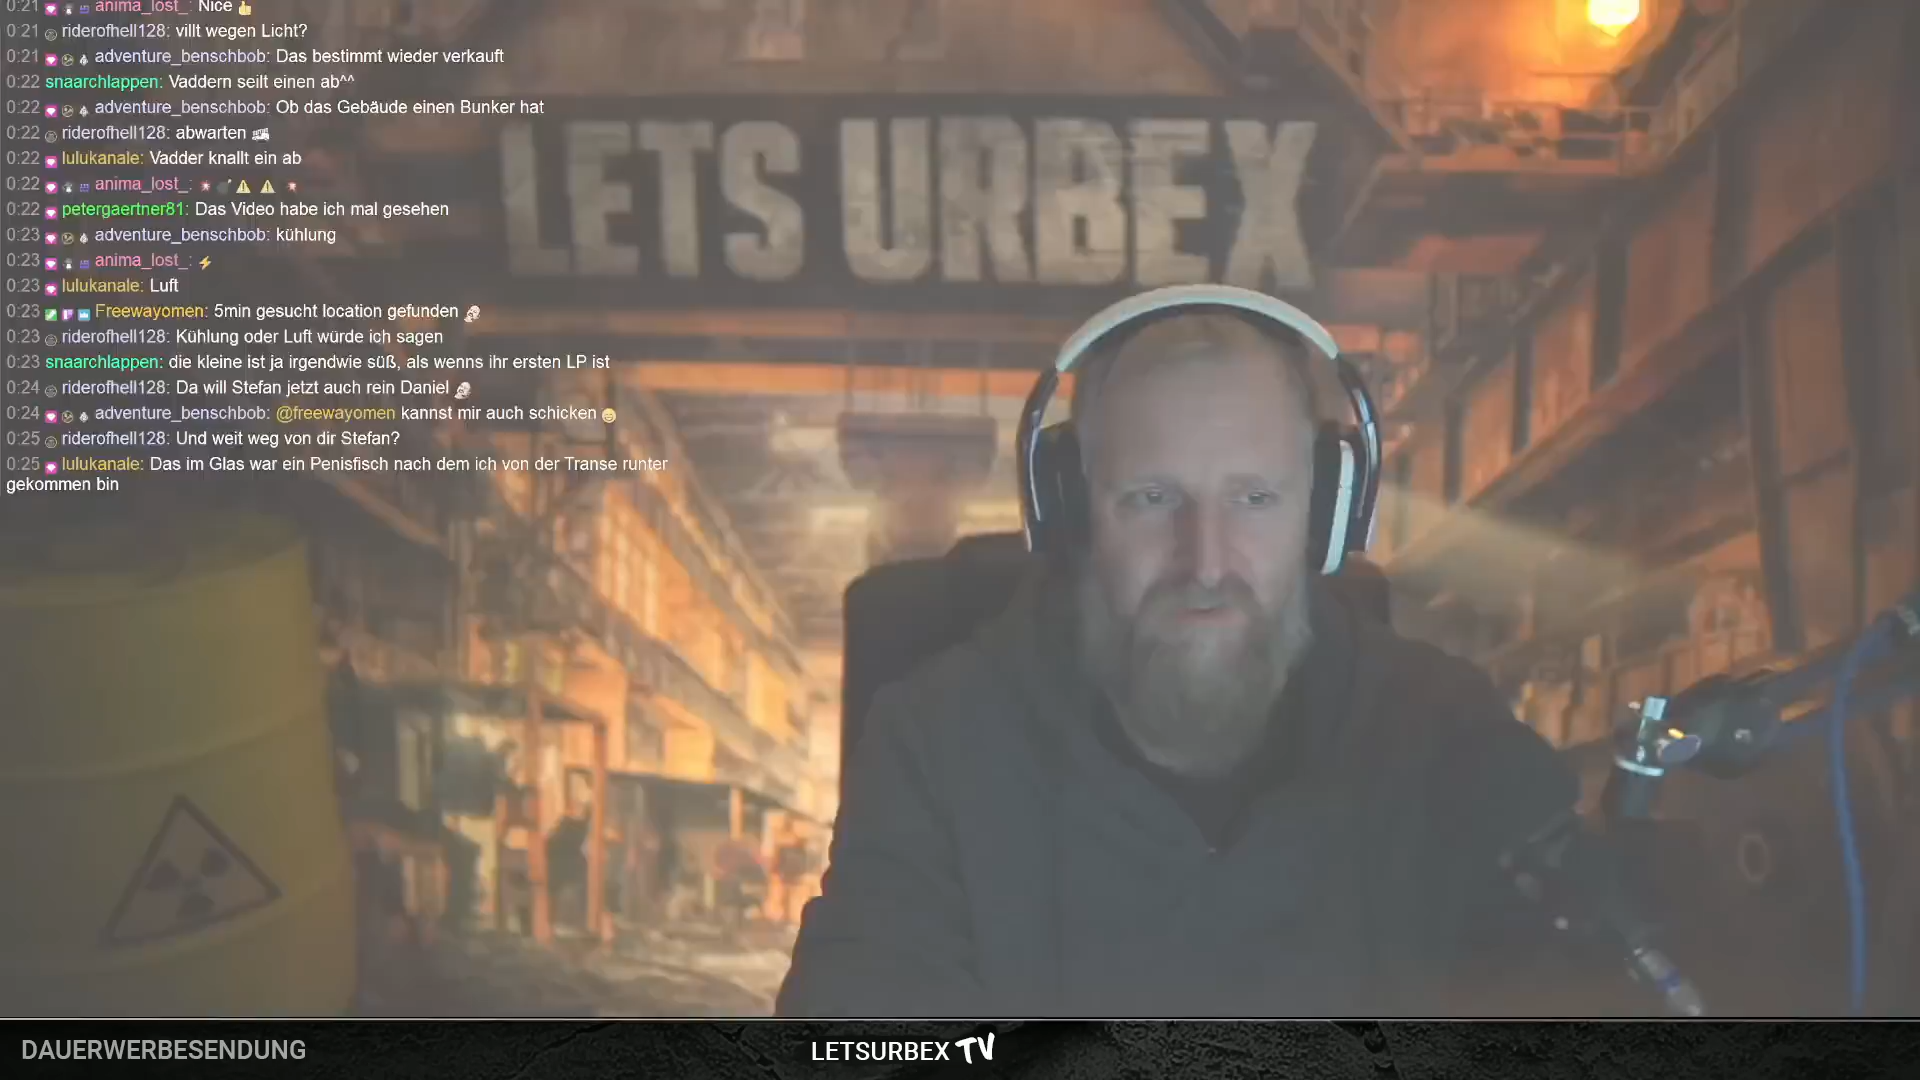 0:21 anima_lost_: Nice
0:21 riderofhell128: villt wegen Licht?
0:21 adventure_benschbob: Das bestimmt wieder verkauft
0:22 snaarchlappen: Vaddern seilt einen ab^^
0:22 adventure_benschbob: Ob das Gebäude einen Bunker hat
0:22 riderofhell128: abwarten
0:22 lulukanale: Vadder knallt ein ab
0:22 anima_lost_:
0:22 petergaertner81: Das Video habe ich mal gesehen
0:23 adventure_benschbob: kühlung
0:23 anima_lost_:
0:23 lulukanale: Luft
0:23 Freewayomen: 5min gesucht location gefunden
0:23 riderofhell128: Kühlung oder Luft würde ich sagen
0:23 snaarchlappen: die kleine ist ja irgendwie süß, als wenns ihr ersten LP ist
0:24 riderofhell128: Da will Stefan jetzt auch rein Daniel
0:24 adventure_benschbob: @freewayomen kannst mir auch schicken
0:25 riderofhell128: Und weit weg von dir Stefan?
0:25 lulukanale: Das im Glas war ein Penisfisch nach dem ich von der Transe runter
gekommen bin
LETS URBEX
DAUERWERBESENDUNG
LETSURBEX TV